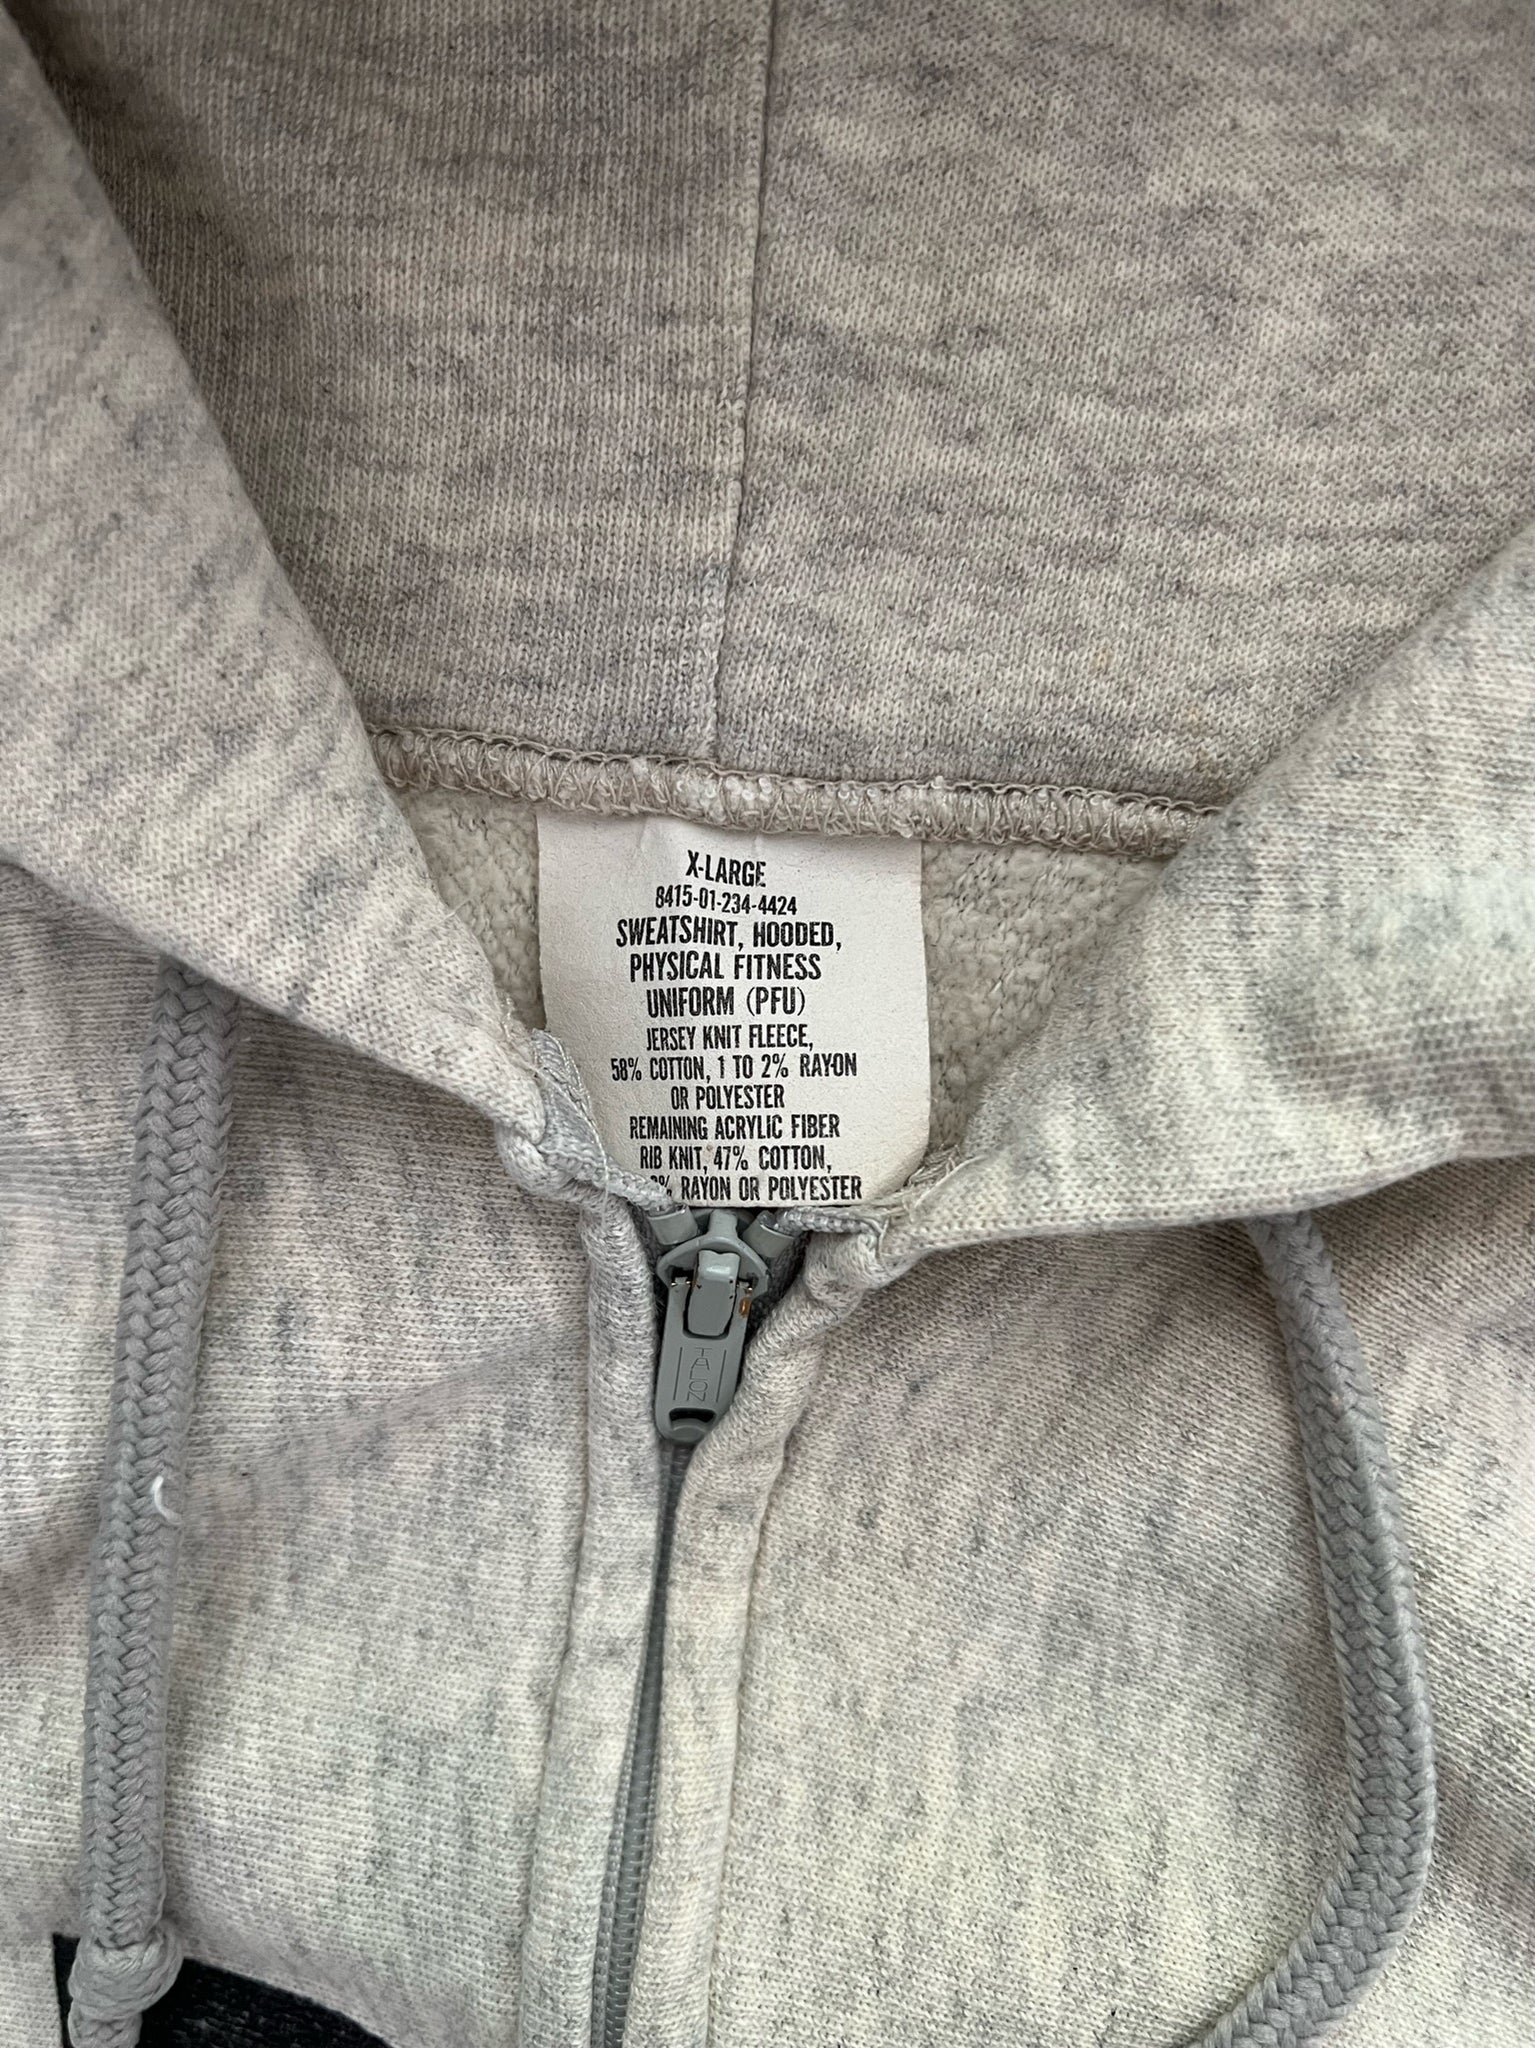 X-LARGE
8415-01-234-4424
SWEATSHIRT, HOODED,
PHYSICAL FITNESS
UNIFORM (PFU)
JERSEY KNIT FLEECE,
58% COTTON, 1 TO 2% RAYON
OR POLYESTER
REMAINING ACRYLIC FIBER
RIB KNIT, 47% COTTON,
% RAYON OR POLYESTER
TALON